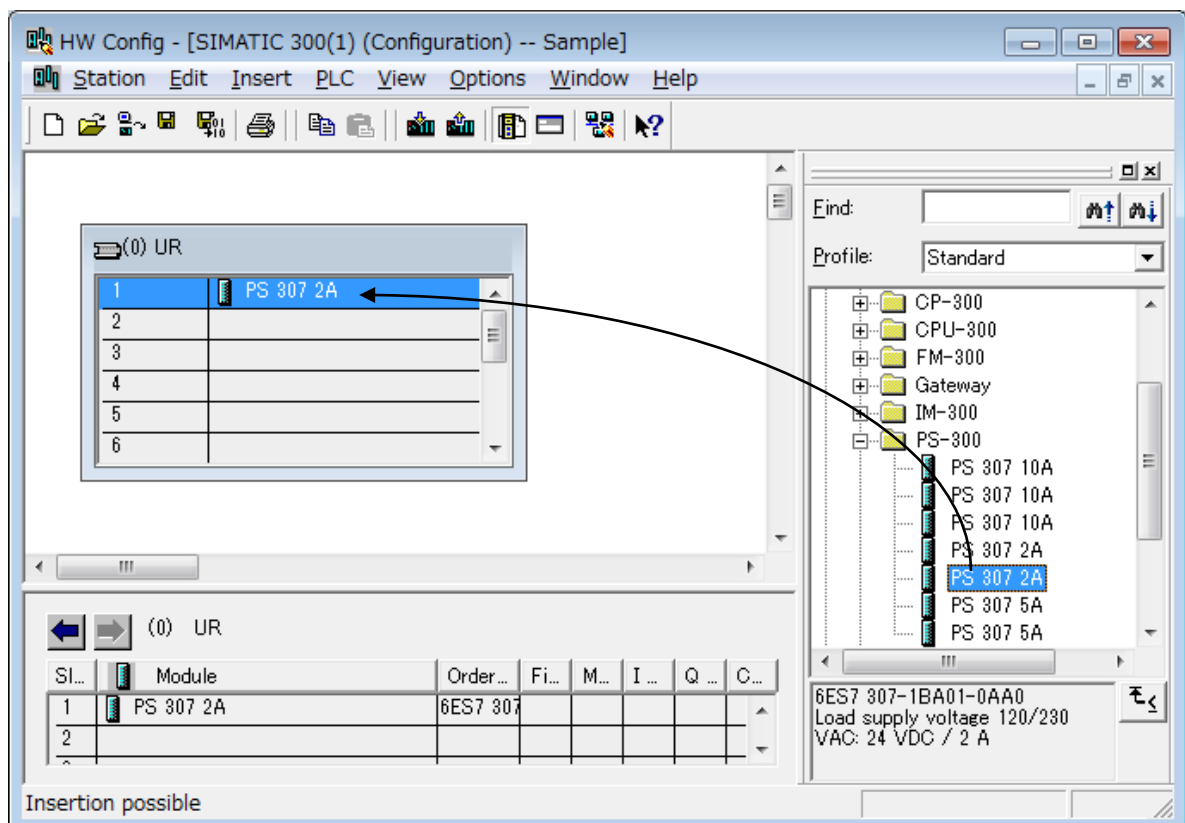 HW Config - [SIMATIC 300(1) (Configuration) -- Sample]
Station Edit Insert PLC View Options Window Help
(0) UR
1 PS 307 2A
2
3
4
5
6
Find:
Profile: Standard
CP-300
CPU-300
FM-300
Gateway
IM-300
PS-300
PS 307 10A
PS 307 10A
PS 307 10A
PS 307 2A
PS 307 2A
PS 307 5A
PS 307 5A
(0) UR
Sl... Module Order... Fi... M... I ... Q ... C...
1 PS 307 2A 6ES7 307
2
6ES7 307-1BA01-0AA0
Load supply voltage 120/230
VAC: 24 VDC / 2 A
Insertion possible